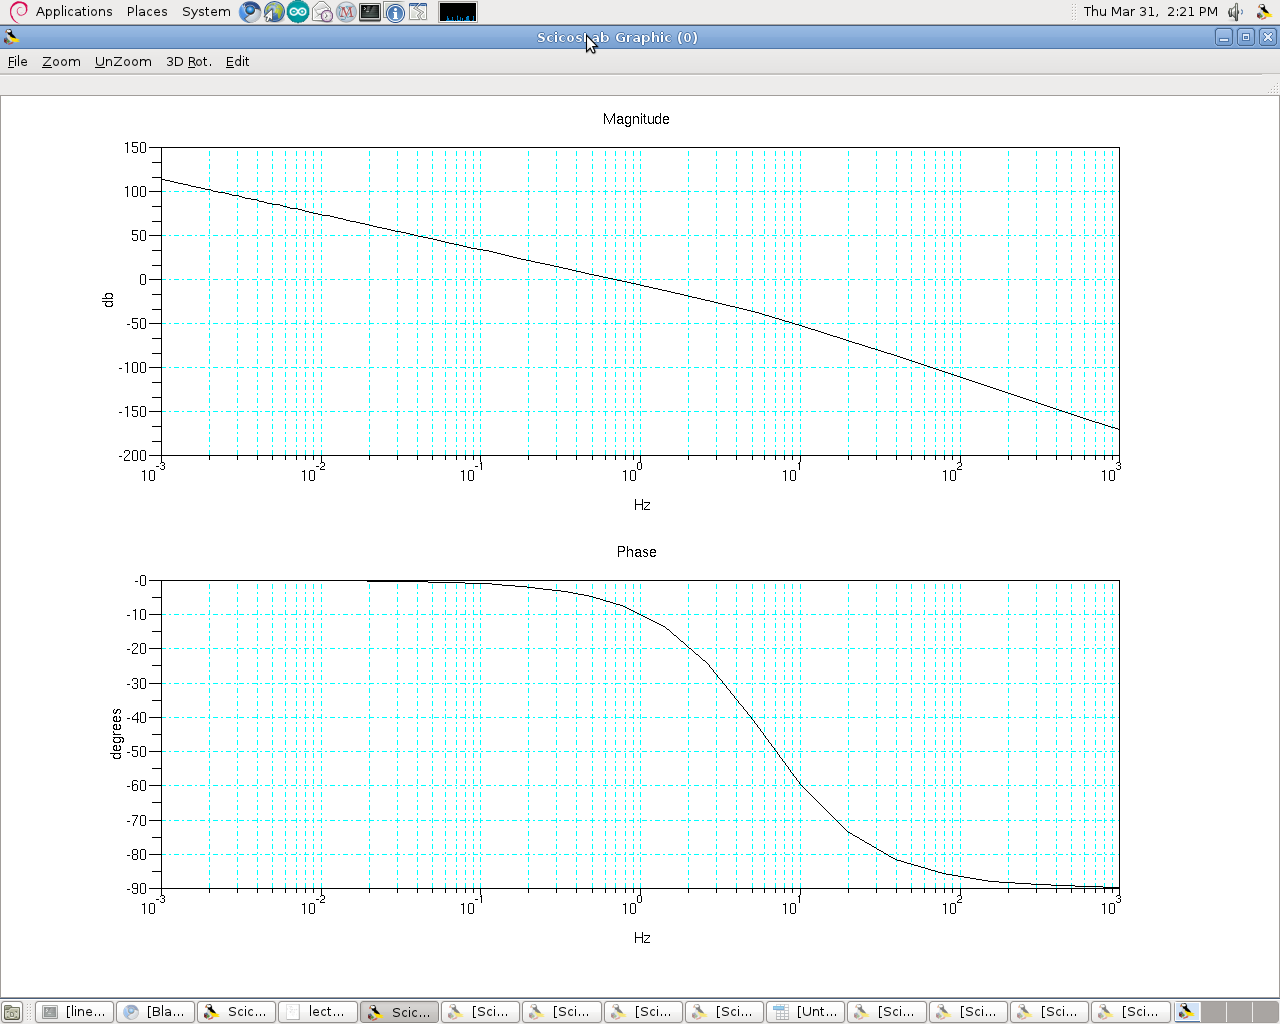 Applications Places System Thu Mar 31, 2:21 PM
Scicoslab Graphic (0)
File Zoom UnZoom 3D Rot. Edit
Magnitude
150
100
50
0
-50
-100
-150
-200
db
10^-3 10^-2 10^-1 10^0 10^1 10^2 10^3
Hz
Phase
-0
-10
-20
-30
-40
-50
-60
-70
-80
-90
degrees
10^-3 10^-2 10^-1 10^0 10^1 10^2 10^3
Hz
[line... [Bla... Scic... lect... Scic... [Sci... [Sci... [Sci... [Sci... [Unt... [Sci... [Sci... [Sci... [Sci...